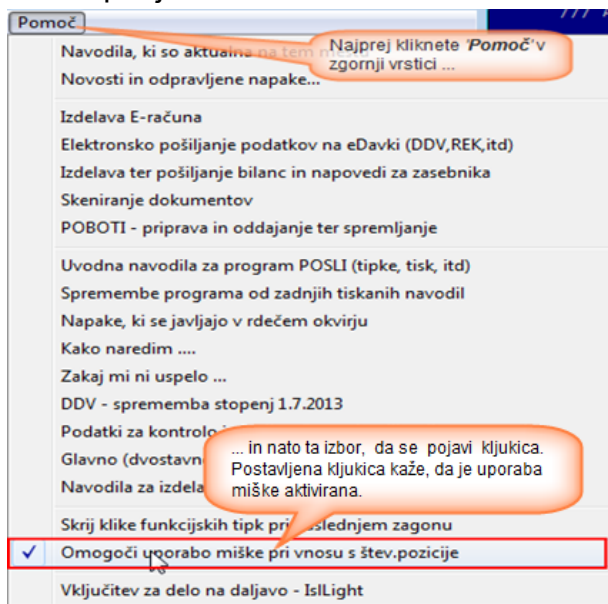 Pomoč
Najprej kliknete 'Pomoč' v
zgornji vrstici ...
Navodila, ki so aktualna na tem
Novosti in odpravljene napake...
Izdelava E-računa
Elektronsko pošiljanje podatkov na eDavki (DDV,REK,itd)
Izdelava ter pošiljanje bilanc in napovedi za zasebnika
Skeniranje dokumentov
POBOTI - priprava in oddajanje ter spremljanje
Uvodna navodila za program POSLI (tipke, tisk, itd)
Spremembe programa od zadnjih tiskanih navodil
Napake, ki se javljajo v rdečem okvirju
Kako naredim ....
Zakaj mi ni uspelo ...
DDV - sprememba stopenj 1.7.2013
Podatki za kontrolo
... in nato ta izbor, da se pojavi kljukica.
Postavljena kljukica kaže, da je uporaba
miške aktivirana.
Glavno (dvostavn
Navodila za izdela
Skrij klike funkcijskih tipk pri naslednjem zagonu
Omogoči uporabo miške pri vnosu s štev.pozicije
Vključitev za delo na daljavo - IslLight